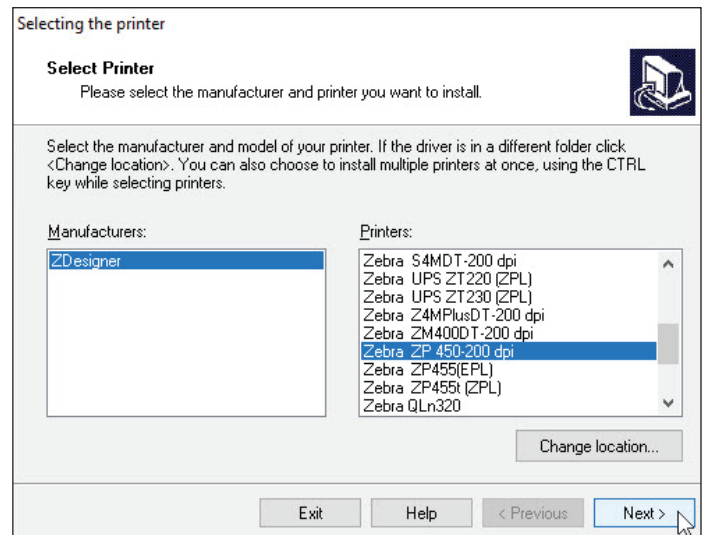 Selecting the printer
Select Printer
Please select the manufacturer and printer you want to install.
Select the manufacturer and model of your printer. If the driver is in a different folder click
<Change location>. You can also choose to install multiple printers at once, using the CTRL
key while selecting printers.
Manufacturers:
ZDesigner
Printers:
Zebra S4MDT-200 dpi
Zebra UPS ZT220 (ZPL)
Zebra UPS ZT230 (ZPL)
Zebra Z4MPlusDT-200 dpi
Zebra ZM400DT-200 dpi
Zebra ZP 450-200 dpi
Zebra ZP455(EPL)
Zebra ZP455t (ZPL)
Zebra QLn320
Change location...
Exit
Help
< Previous
Next >